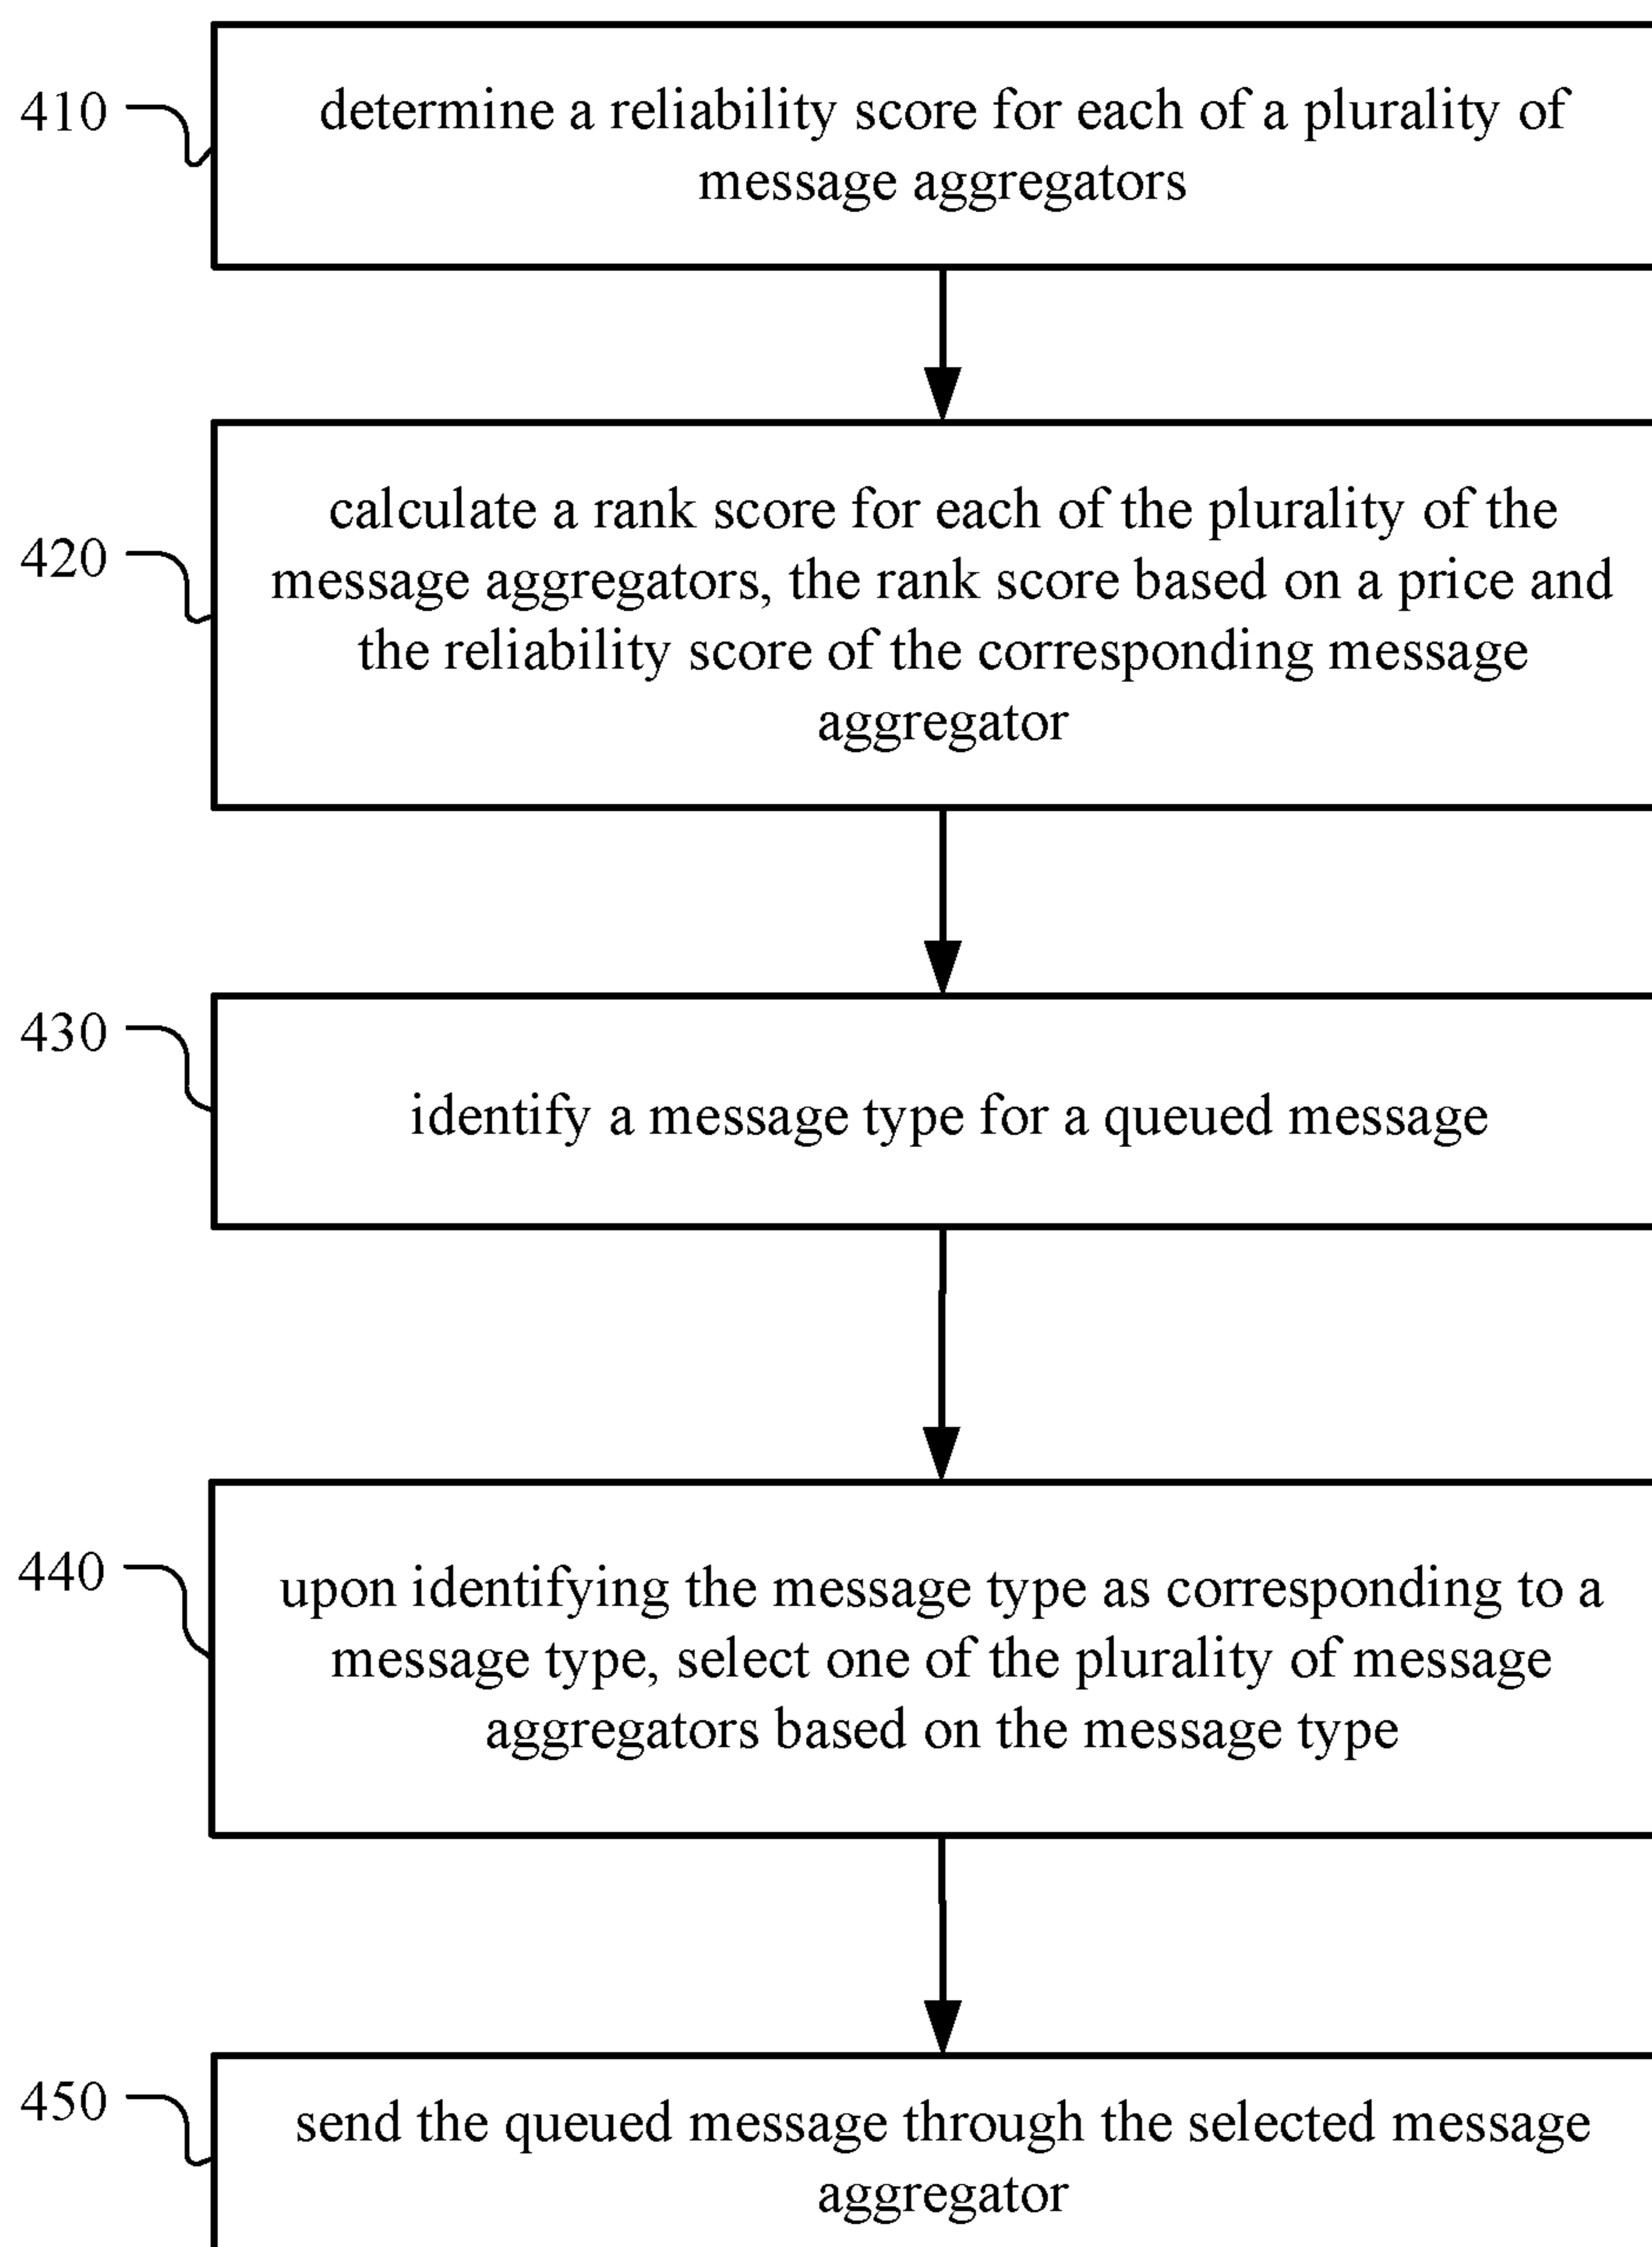 410
determine a reliability score for each of a plurality of
message aggregators
420
calculate a rank score for each of the plurality of the
message aggregators, the rank score based on a price and
the reliability score of the corresponding message
aggregator
430
identify a message type for a queued message
440
upon identifying the message type as corresponding to a
message type, select one of the plurality of message
aggregators based on the message type
450
send the queued message through the selected message
aggregator